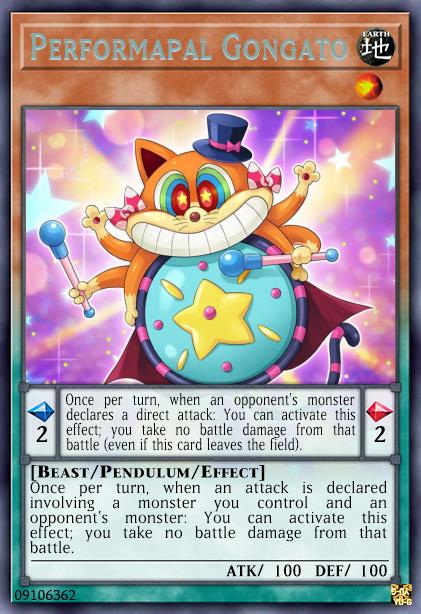 Performapal Gongato
EARTH
地
Once per turn, when an opponent's monster
declares a direct attack: You can activate this
effect; you take no battle damage from that
battle (even if this card leaves the field).
2
2
[Beast/Pendulum/Effect]
Once per turn, when an attack is declared
involving a monster you control and an
opponent's monster: You can activate this
effect; you take no battle damage from that
battle.
ATK/ 100 DEF/ 100
09106362